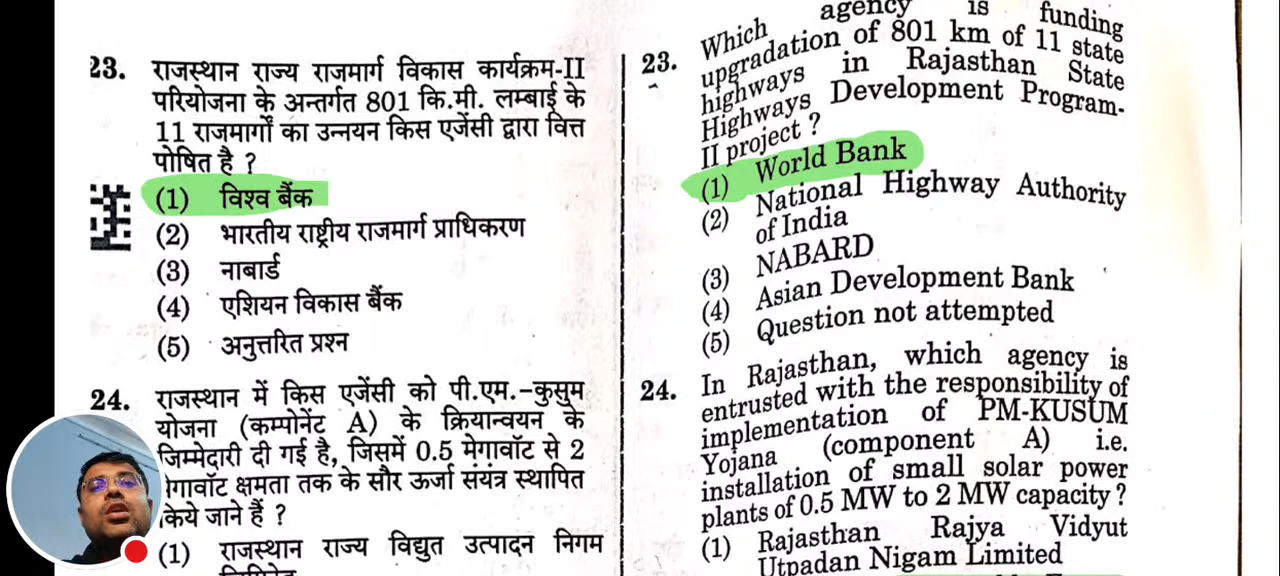 23. राजस्थान राज्य राजमार्ग विकास कार्यक्रम-II
परियोजना के अन्तर्गत 801 कि.मी. लम्बाई के
11 राजमार्गों का उन्नयन किस एजेंसी द्वारा वित्त
पोषित है ?
(1) विश्व बैंक
(2) भारतीय राष्ट्रीय राजमार्ग प्राधिकरण
(3) नाबार्ड
(4) एशियन विकास बैंक
(5) अनुत्तरित प्रश्न
24. राजस्थान में किस एजेंसी को पी.एम.-कुसुम
योजना (कम्पोनेंट A) के क्रियान्वयन के
जिम्मेदारी दी गई है, जिसमें 0.5 मेगावॉट से 2
मेगावॉट क्षमता तक के सौर ऊर्जा संयंत्र स्थापित
किये जाने हैं ?
(1) राजस्थान राज्य विद्युत उत्पादन निगम
23. Which agency is funding
upgradation of 801 km of 11 state
highways in Rajasthan State
Highways Development Program-
II project ?
(1) World Bank
(2) National Highway Authority
of India
(3) NABARD
(4) Asian Development Bank
(5) Question not attempted
24. In Rajasthan, which agency is
entrusted with the responsibility of
implementation of PM-KUSUM
Yojana (component A) i.e.
installation of small solar power
plants of 0.5 MW to 2 MW capacity ?
(1) Rajasthan Rajya Vidyut
Utpadan Nigam Limited